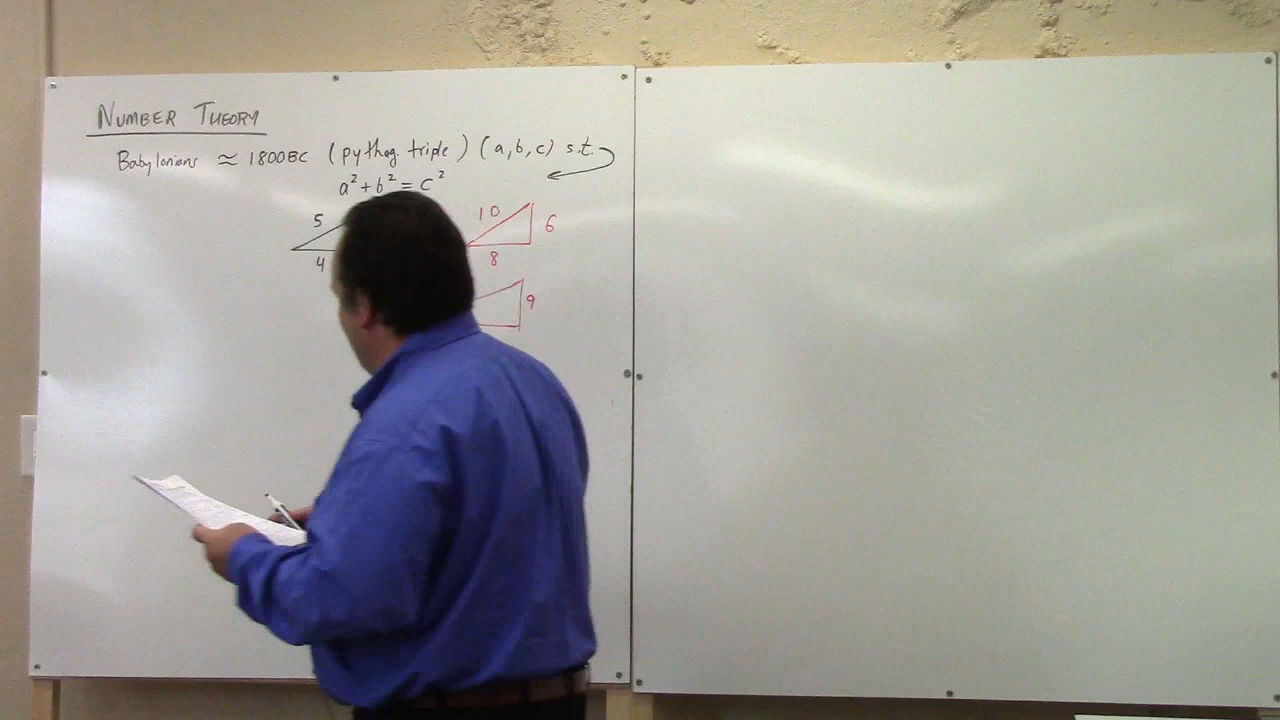 NUMBER THEORY
Babylonians ≈ 1800BC (pythag triple) (a,b,c) s.t.
a² + b² = c²
5
4
10
6
8
9